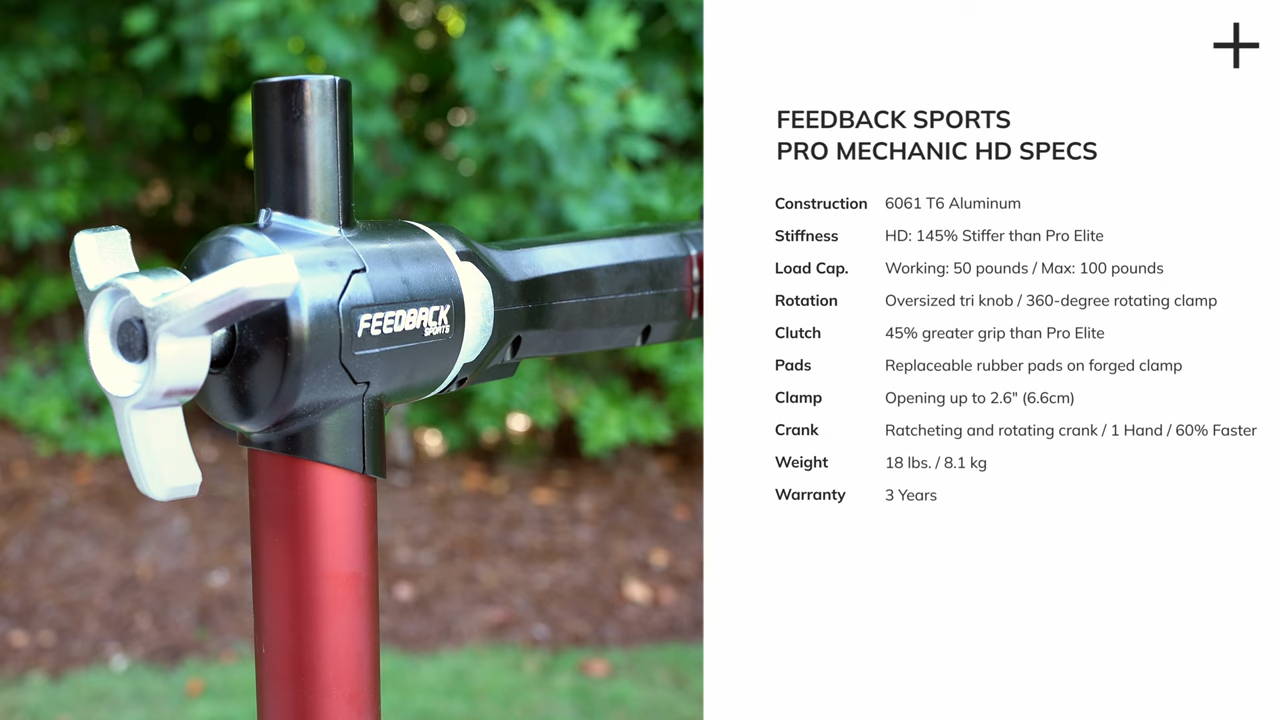 FEEDBACK
SPORTS
FEEDBACK SPORTS
PRO MECHANIC HD SPECS
Construction 6061 T6 Aluminum
Stiffness HD: 145% Stiffer than Pro Elite
Load Cap. Working: 50 pounds / Max: 100 pounds
Rotation Oversized tri knob / 360-degree rotating clamp
Clutch 45% greater grip than Pro Elite
Pads Replaceable rubber pads on forged clamp
Clamp Opening up to 2.6" (6.6cm)
Crank Ratcheting and rotating crank / 1 Hand / 60% Faster
Weight 18 lbs. / 8.1 kg
Warranty 3 Years